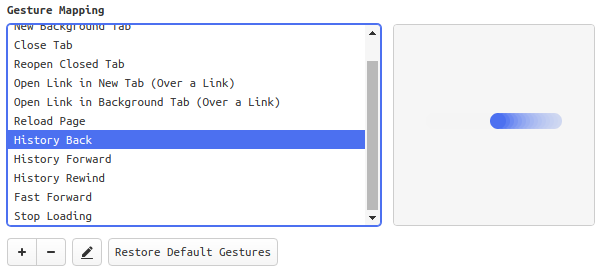 Gesture Mapping
New Background Tab
Close Tab
Reopen Closed Tab
Open Link in New Tab (Over a Link)
Open Link in Background Tab (Over a Link)
Reload Page
History Back
History Forward
History Rewind
Fast Forward
Stop Loading
Restore Default Gestures